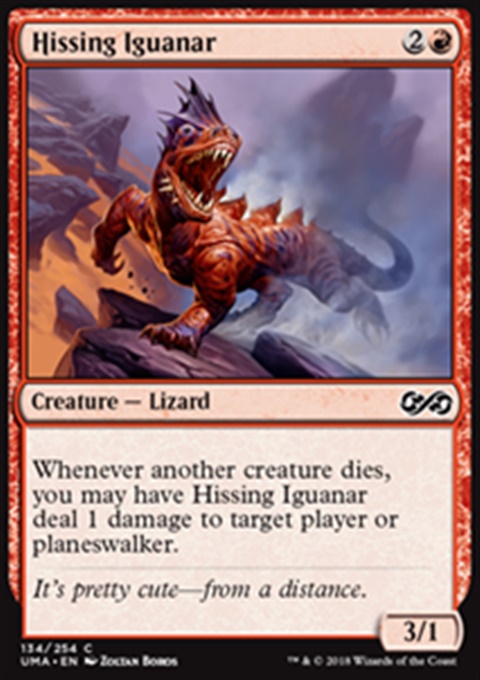 Hissing Iguanar 2
Creature — Lizard
Whenever another creature dies,
you may have Hissing Iguanar
deal 1 damage to target player or
planeswalker.
It's pretty cute—from a distance.
3/1
134/254 C
UMA • EN Zoltan Boros
™ & © 2018 Wizards of the Coast